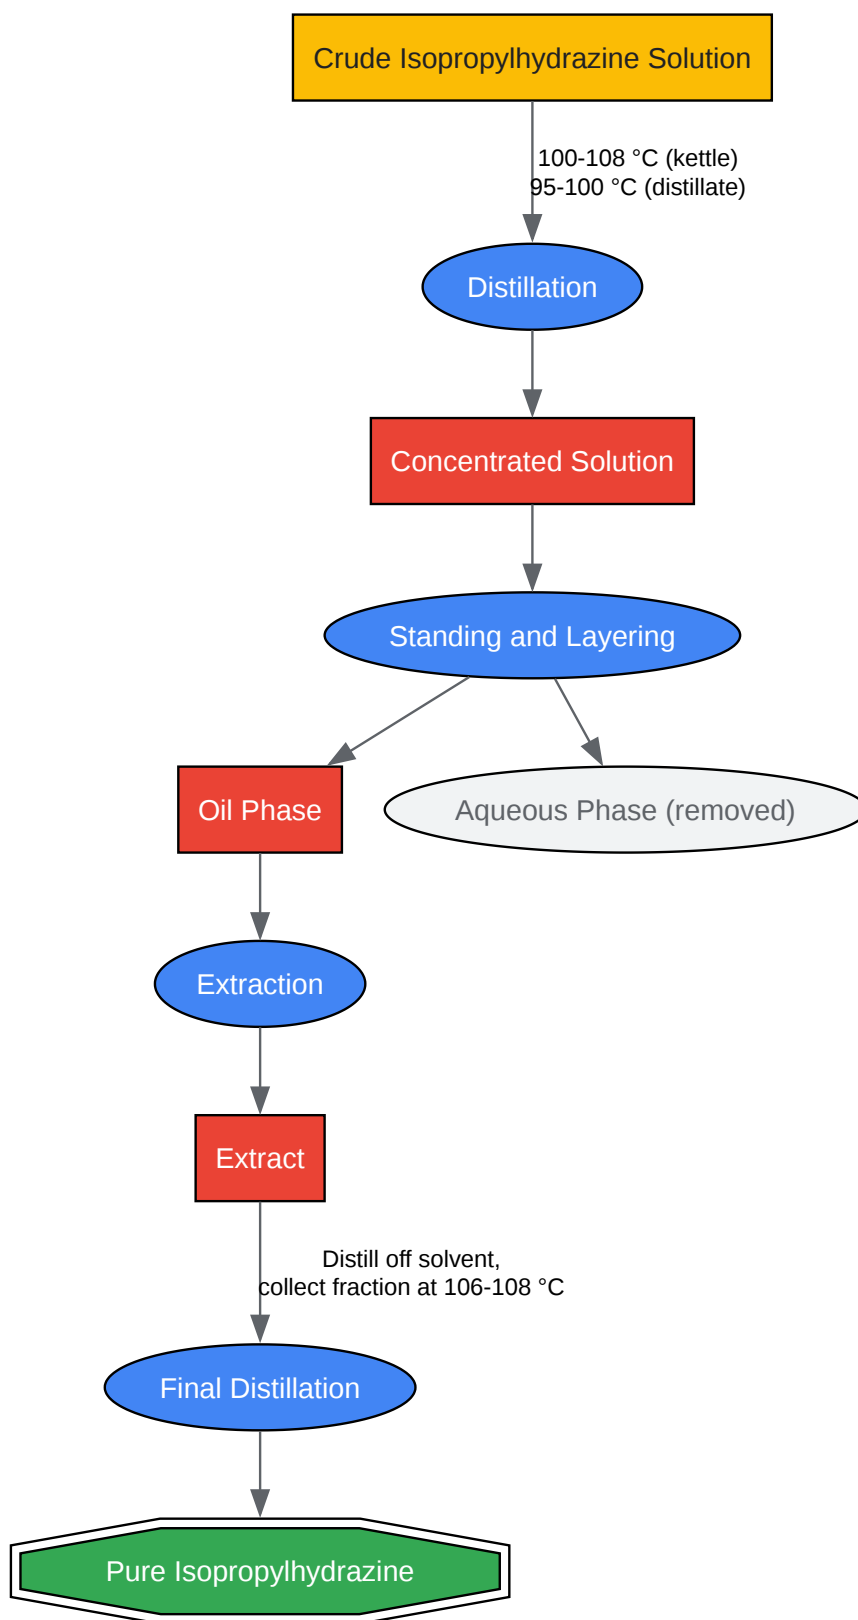 Crude Isopropylhydrazine Solution
100-108 °C (kettle)
95-100 °C (distillate)
Distillation
Concentrated Solution
Standing and Layering
Oil Phase
Aqueous Phase (removed)
Extraction
Extract
Distill off solvent,
collect fraction at 106-108 °C
Final Distillation
Pure Isopropylhydrazine